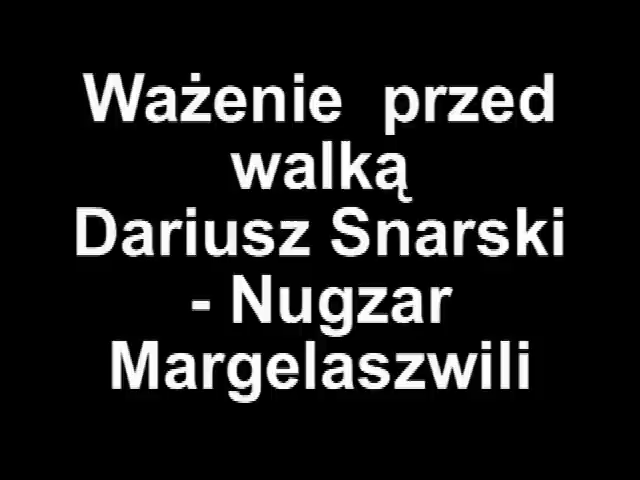 Ważenie przed
walką
Dariusz Snarski
- Nugzar
Margelaszwili